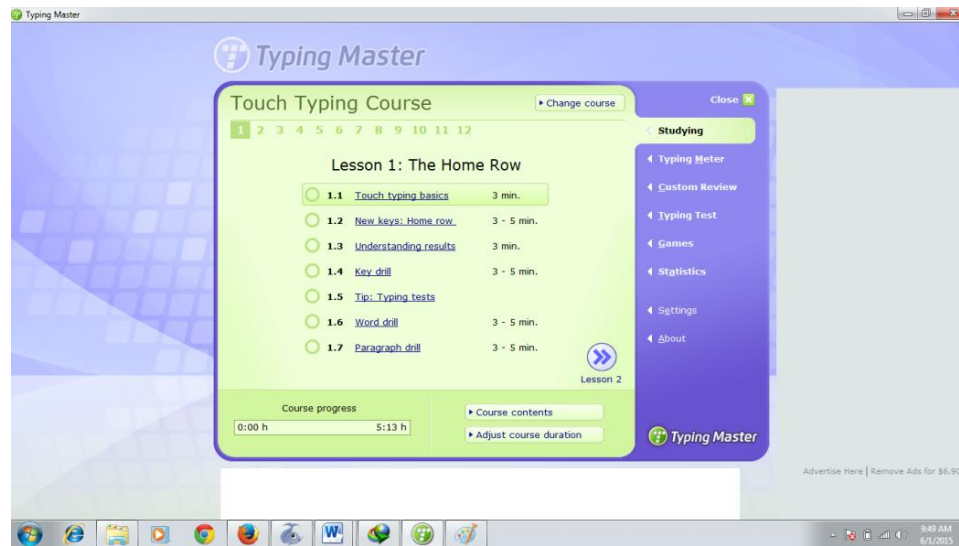 Typing Master
Typing Master
Touch Typing Course
Change course
Close
1 2 3 4 5 6 7 8 9 10 11 12
Studying
Lesson 1: The Home Row
Typing Meter
1.1 Touch typing basics 3 min.
Custom Review
1.2 New keys: Home row 3 - 5 min.
Typing Test
1.3 Understanding results 3 min.
Games
1.4 Key drill 3 - 5 min.
Statistics
1.5 Tip: Typing tests
Settings
1.6 Word drill 3 - 5 min.
About
1.7 Paragraph drill 3 - 5 min.
Lesson 2
Course progress
0:00 h 5:13 h
Course contents
Adjust course duration
Typing Master
Advertise Here | Remove Ads for $6.90
9:49 AM
6/1/2015